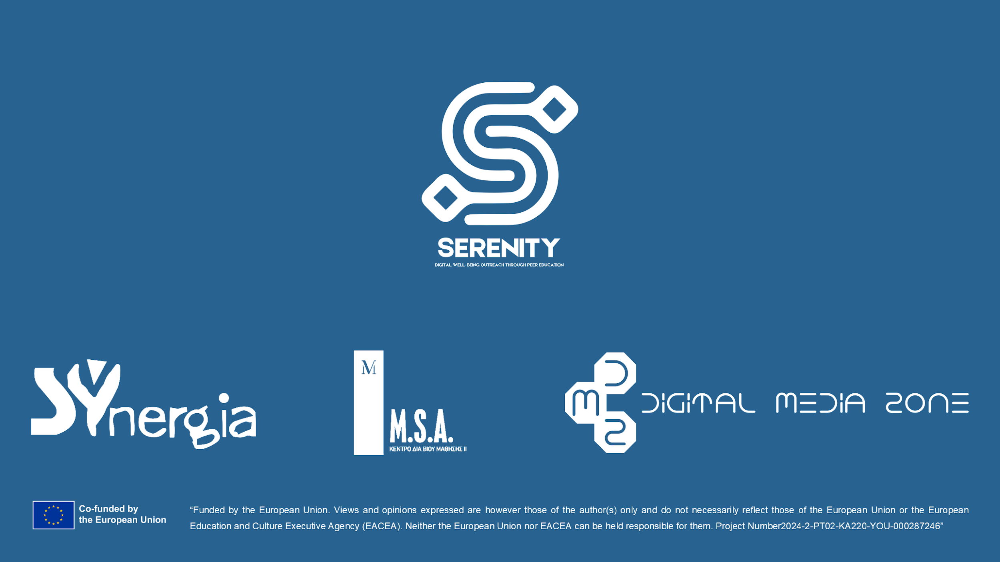 SERENITY
DIGITAL WELL-BEING OUTREACH THROUGH PEER EDUCATION
SYnergia
M
M.S.A.
ΚΕΝΤΡΟ ΔΙΑ ΒΙΟΥ ΜΑΘΗΣΗΣ ΙΙ
D
M
Z
DIGITAL MEDIA ZONE
Co-funded by
the European Union
“Funded by the European Union. Views and opinions expressed are however those of the author(s) only and do not necessarily reflect those of the European Union or the European
Education and Culture Executive Agency (EACEA). Neither the European Union nor EACEA can be held responsible for them. Project Number2024-2-PT02-KA220-YOU-000287246”